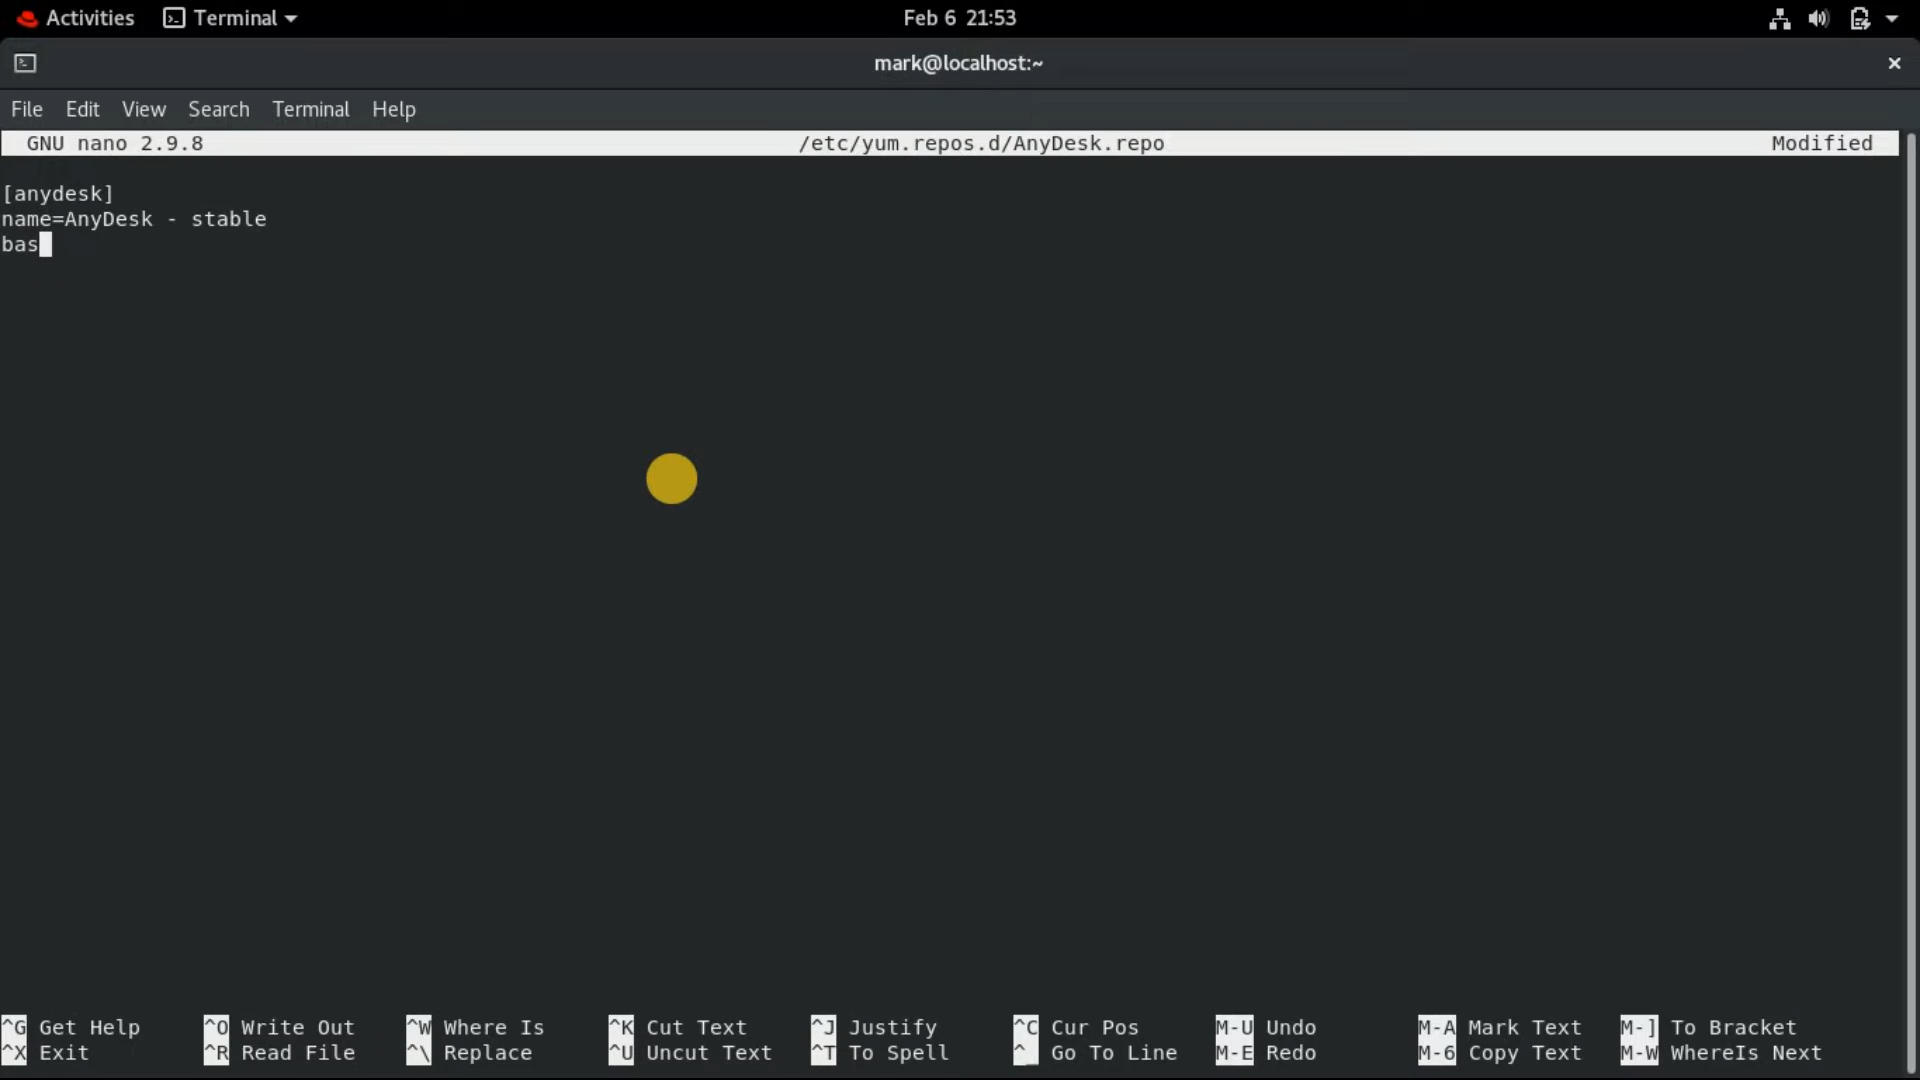 Activities Terminal Feb 6 21:53
mark@localhost:~ ×
File Edit View Search Terminal Help
GNU nano 2.9.8 /etc/yum.repos.d/AnyDesk.repo Modified
[anydesk]
name=AnyDesk - stable
bas
^G Get Help ^O Write Out ^W Where Is ^K Cut Text ^J Justify ^C Cur Pos M-U Undo M-A Mark Text M-] To Bracket
^X Exit ^R Read File ^\ Replace ^U Uncut Text ^T To Spell ^_ Go To Line M-E Redo M-6 Copy Text M-W WhereIs Next